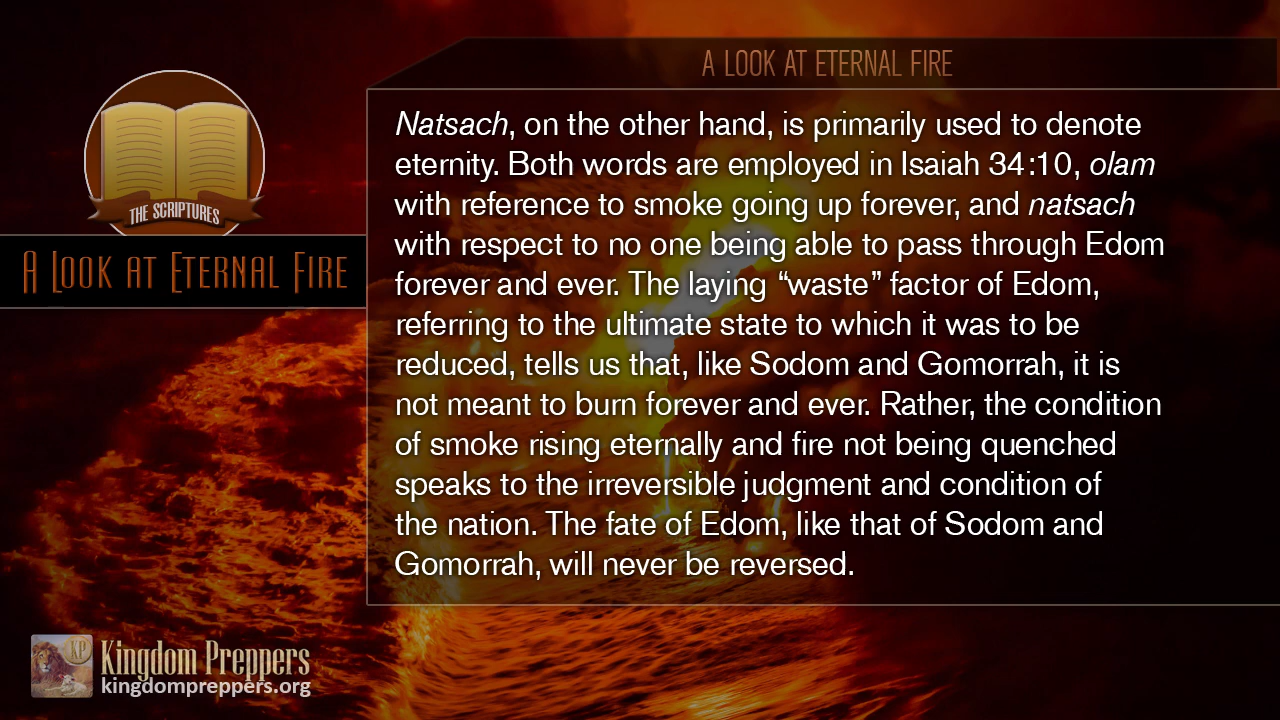 A LOOK AT ETERNAL FIRE
THE SCRIPTURES
A LOOK AT ETERNAL FIRE
Natsach, on the other hand, is primarily used to denote
eternity. Both words are employed in Isaiah 34:10, olam
with reference to smoke going up forever, and natsach
with respect to no one being able to pass through Edom
forever and ever. The laying “waste” factor of Edom,
referring to the ultimate state to which it was to be
reduced, tells us that, like Sodom and Gomorrah, it is
not meant to burn forever and ever. Rather, the condition
of smoke rising eternally and fire not being quenched
speaks to the irreversible judgment and condition of
the nation. The fate of Edom, like that of Sodom and
Gomorrah, will never be reversed.
KP
Kingdom Preppers
kingdompreppers.org